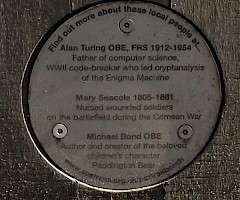 Find out more about these local people at...
Alan Turing OBE, FRS 1912-1954
Father of computer science,
WWII code-breaker who led cryptanalysis
of the Enigma Machine
Mary Seacole 1805-1881
Nursed wounded soldiers
on the battlefield during the Crimean War
Michael Bond OBE
Author and creator of the beloved
children's character
Paddington Bear